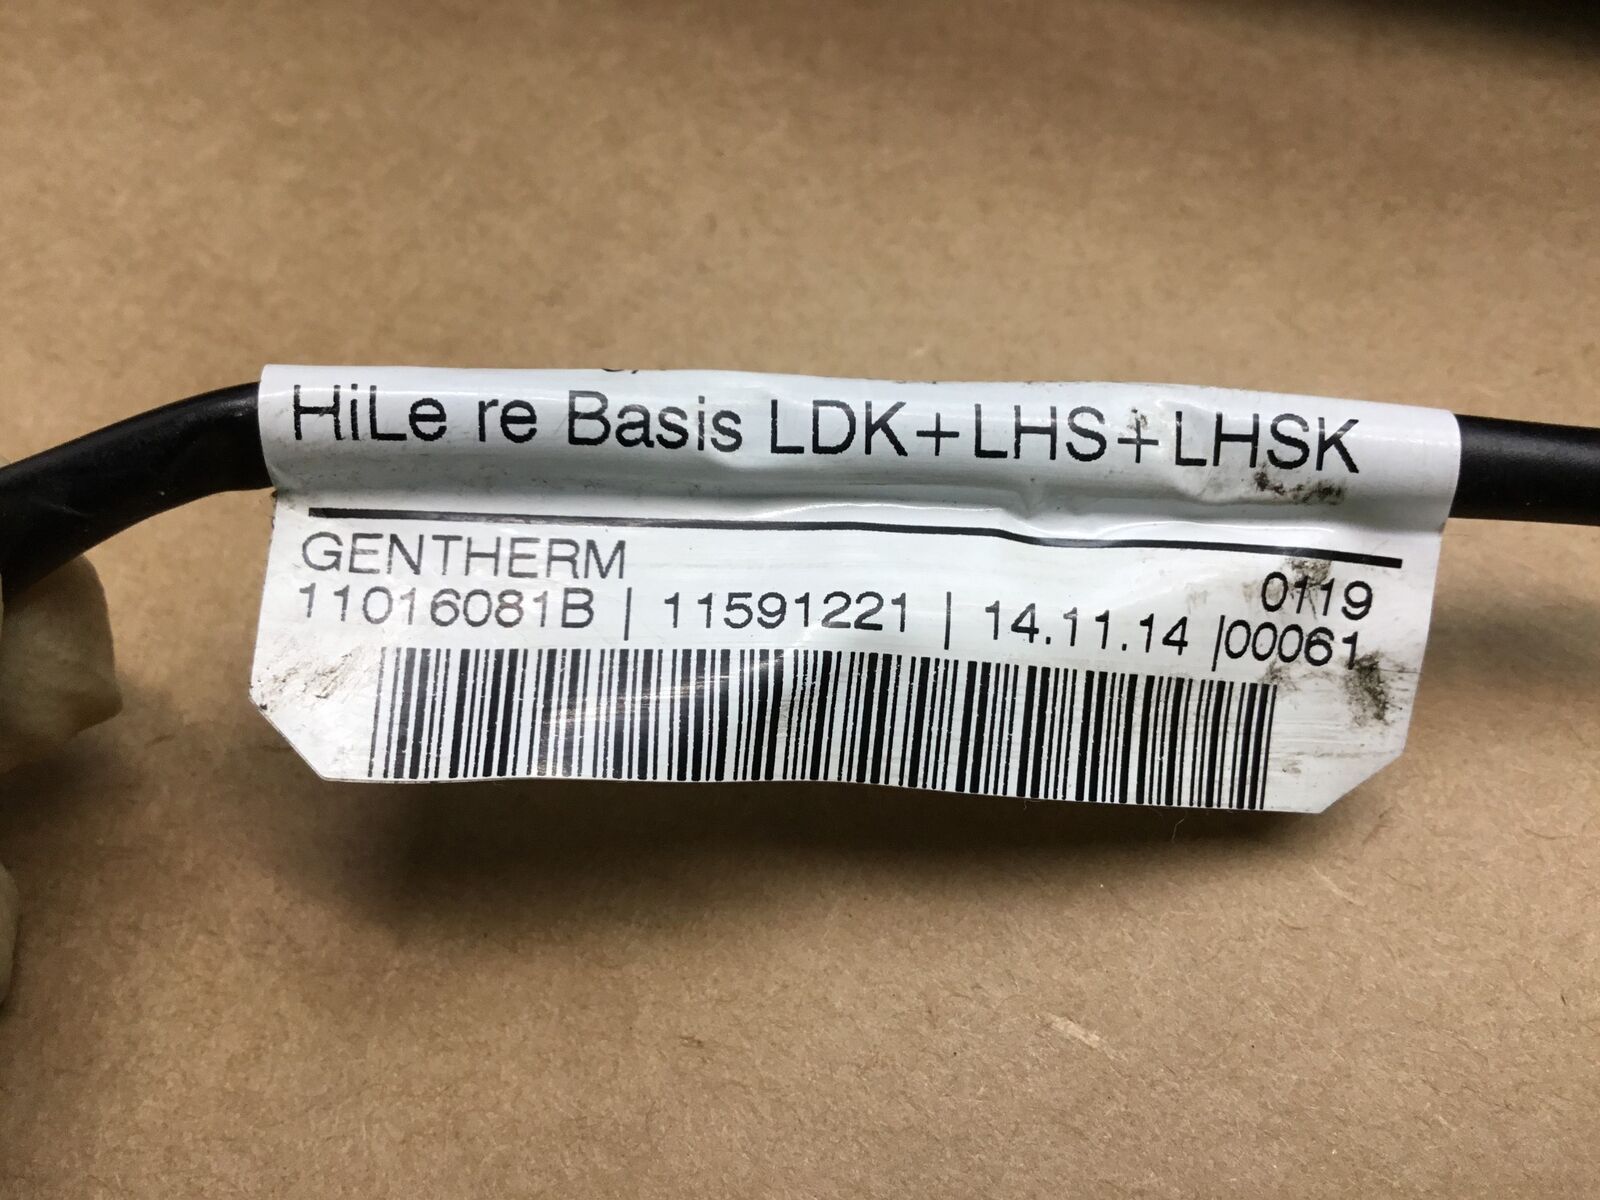 HiLe re Basis LDK+LHS+LHSK
GENTHERM
0119
11016081B | 11591221 | 14.11.14 |00061